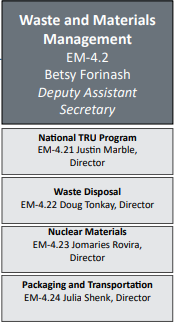 Waste and Materials
Management
EM-4.2
Betsy Forinash
Deputy Assistant
Secretary
National TRU Program
EM-4.21 Justin Marble,
Director
Waste Disposal
EM-4.22 Doug Tonkay, Director
Nuclear Materials
EM-4.23 Jomaries Rovira,
Director
Packaging and Transportation
EM-4.24 Julia Shenk, Director